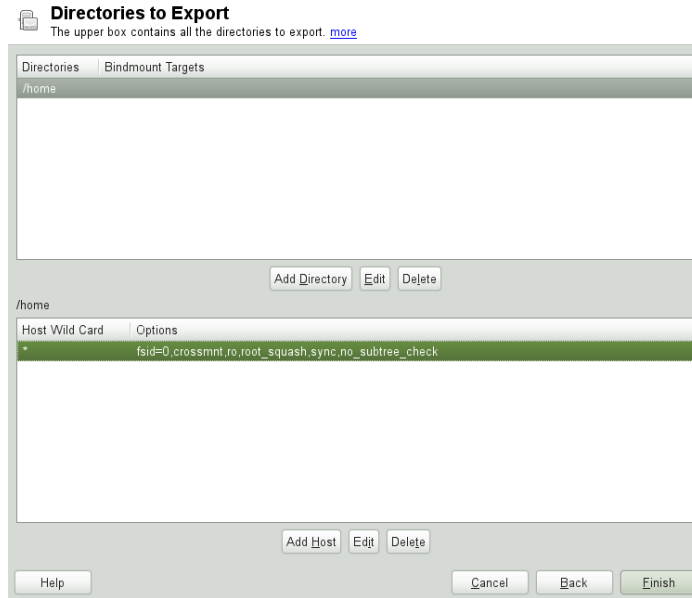 Directories to Export
The upper box contains all the directories to export. more
Directories Bindmount Targets
/home
Add Directory Edit Delete
/home
Host Wild Card Options
* fsid=0,crossmnt,ro,root_squash,sync,no_subtree_check
Add Host Edit Delete
Help Cancel Back Finish